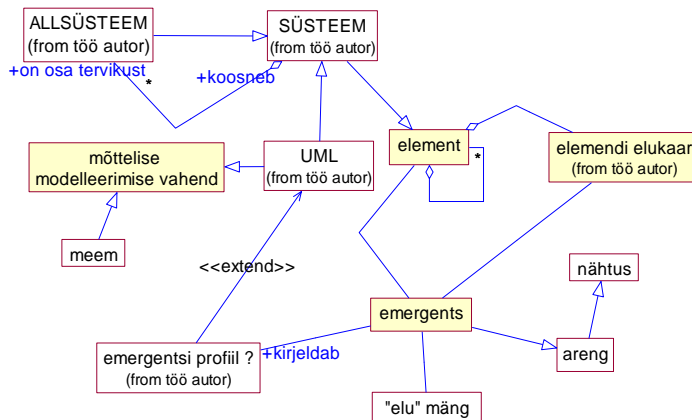 ALLSÜSTEEM
(from töö autor)
SÜSTEEM
(from töö autor)
+on osa tervikust
*
+koosneb
mõttelise
modelleerimise vahend
UML
(from töö autor)
element
*
elemendi elukaar
(from töö autor)
meem
<<extend>>
nähtus
emergents
emergentsi profiil ?
(from töö autor)
+kirjeldab
areng
"elu" mäng